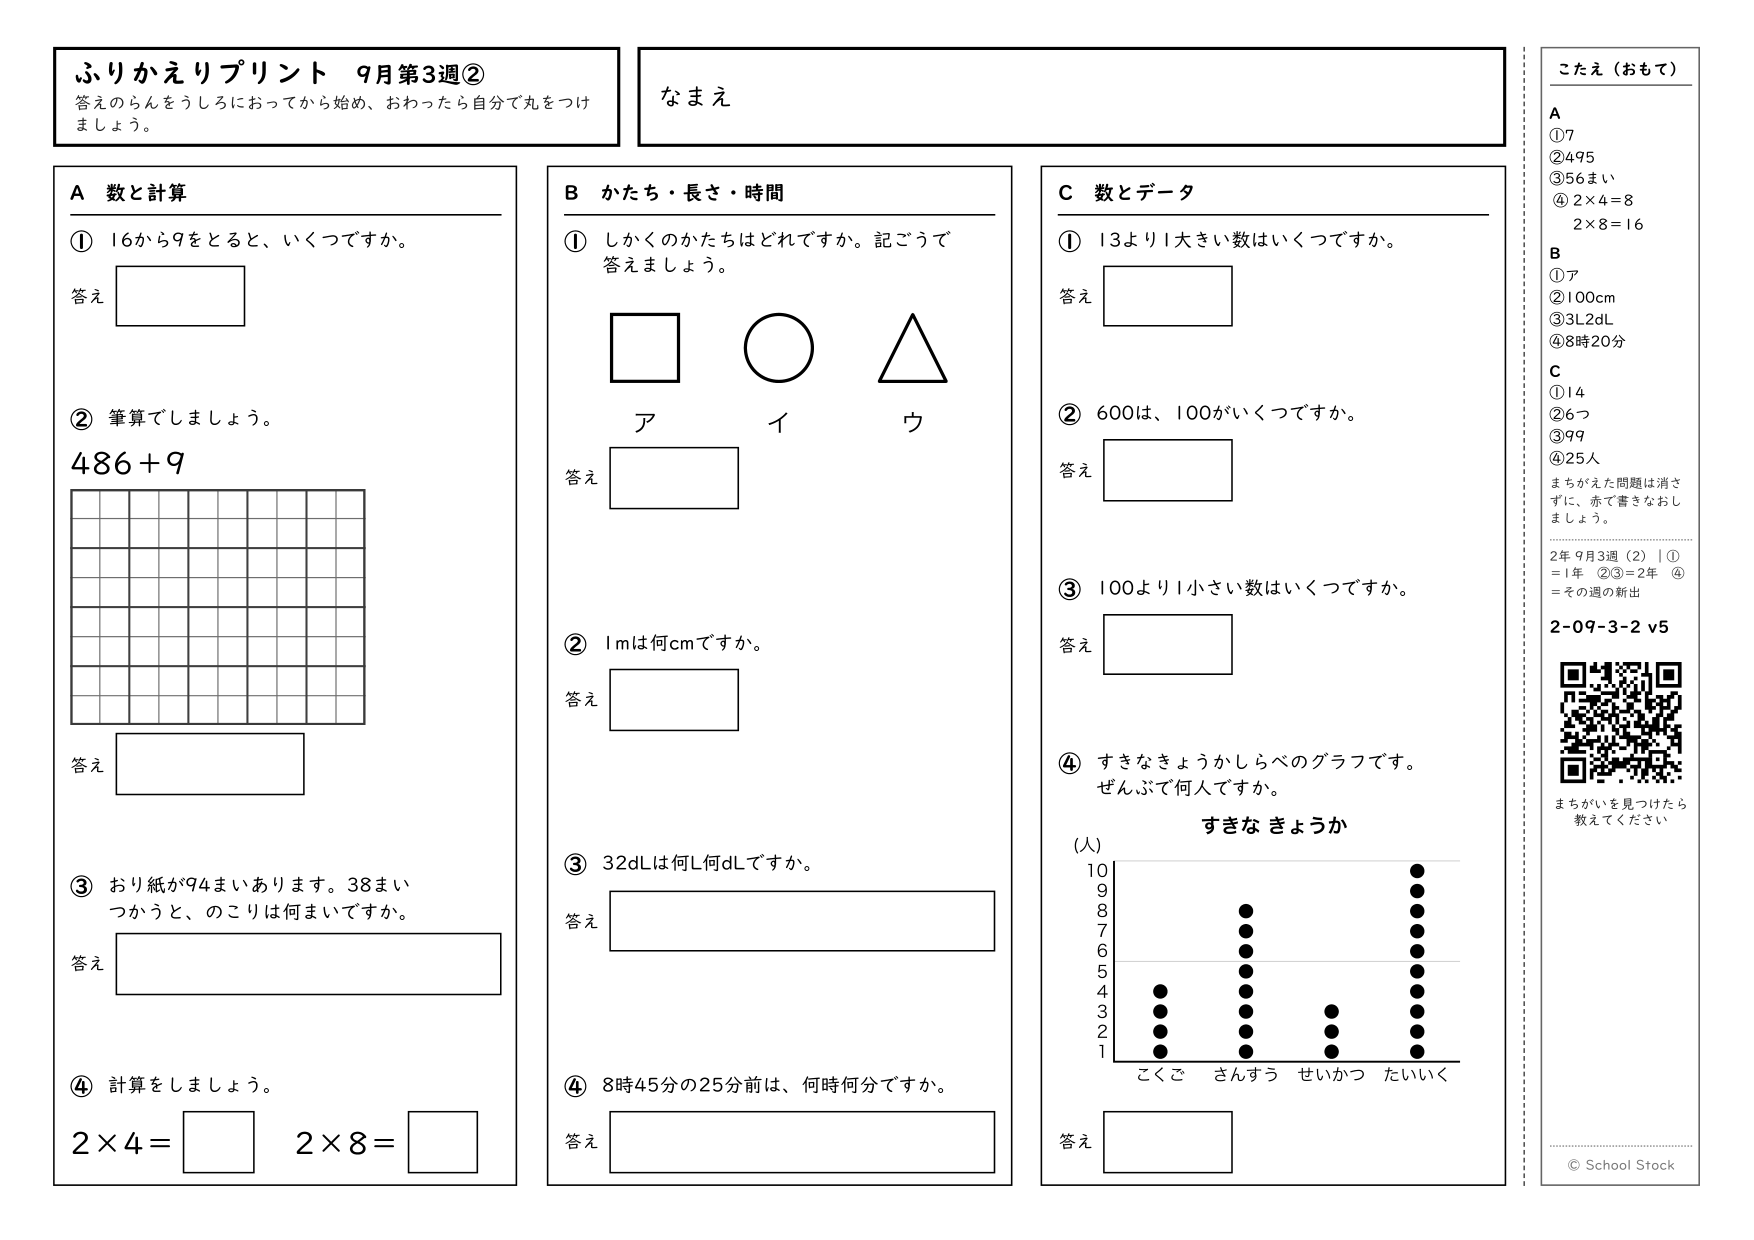 ふりかえりプリント　9月第3週②
答えのらんをうしろにおってから始め、おわったら自分で丸をつけ
ましょう。
なまえ
A　数と計算
① 16から9をとると、いくつですか。
答え
② 筆算でしましょう。
486＋9
答え
③ おり紙が94まいあります。38まい
つかうと、のこりは何まいですか。
答え
④ 計算をしましょう。
2×4＝　2×8＝
B　かたち・長さ・時間
① しかくのかたちはどれですか。記ごうで
答えましょう。
ア　イ　ウ
答え
② 1mは何cmですか。
答え
③ 32dLは何L何dLですか。
答え
④ 8時45分の25分前は、何時何分ですか。
答え
C　数とデータ
① 13より1大きい数はいくつですか。
答え
② 600は、100がいくつですか。
答え
③ 100より1小さい数はいくつですか。
答え
④ すきなきょうかしらべのグラフです。
ぜんぶで何人ですか。
すきな きょうか
(人)
10
9
8
7
6
5
4
3
2
1
こくご　さんすう　せいかつ　たいいく
答え
こたえ（おもて）
A
①7
②495
③56まい
④ 2×4＝8
2×8＝16
B
①ア
②100cm
③3L2dL
④8時20分
C
①14
②6つ
③99
④25人
まちがえた問題は消さ
ずに、赤で書きなおし
ましょう。
2年 9月3週（2）｜①
＝1年　②③＝2年　④
＝その週の新出
2-09-3-2 v5
まちがいを見つけたら
教えてください
© School Stock